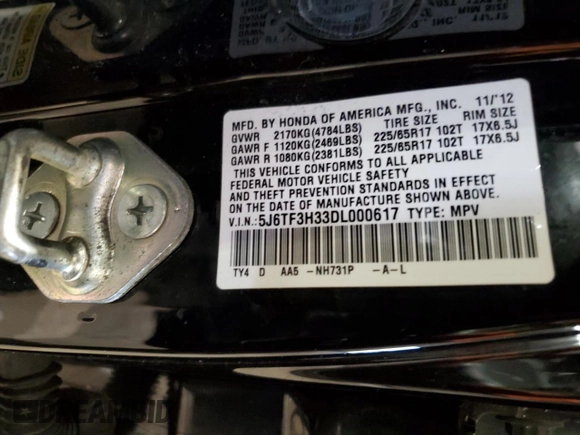 MFD. BY HONDA OF AMERICA MFG., INC. 11/'12
GVWR 2170KG(4784LBS) TIRE SIZE RIM SIZE
GAWR F 1120KG(2469LBS) 225/65R17 102T 17X6.5J
GAWR R 1080KG(2381LBS) 225/65R17 102T 17X6.5J
THIS VEHICLE CONFORMS TO ALL APPLICABLE
FEDERAL MOTOR VEHICLE SAFETY
AND THEFT PREVENTION STANDARDS IN EFFECT
ON THE DATE OF MANUFACTURE SHOWN ABOVE.
V.I.N.: 5J6TF3H33DL000617 TYPE: MPV
TY4 D AA5 -NH731P -A-L